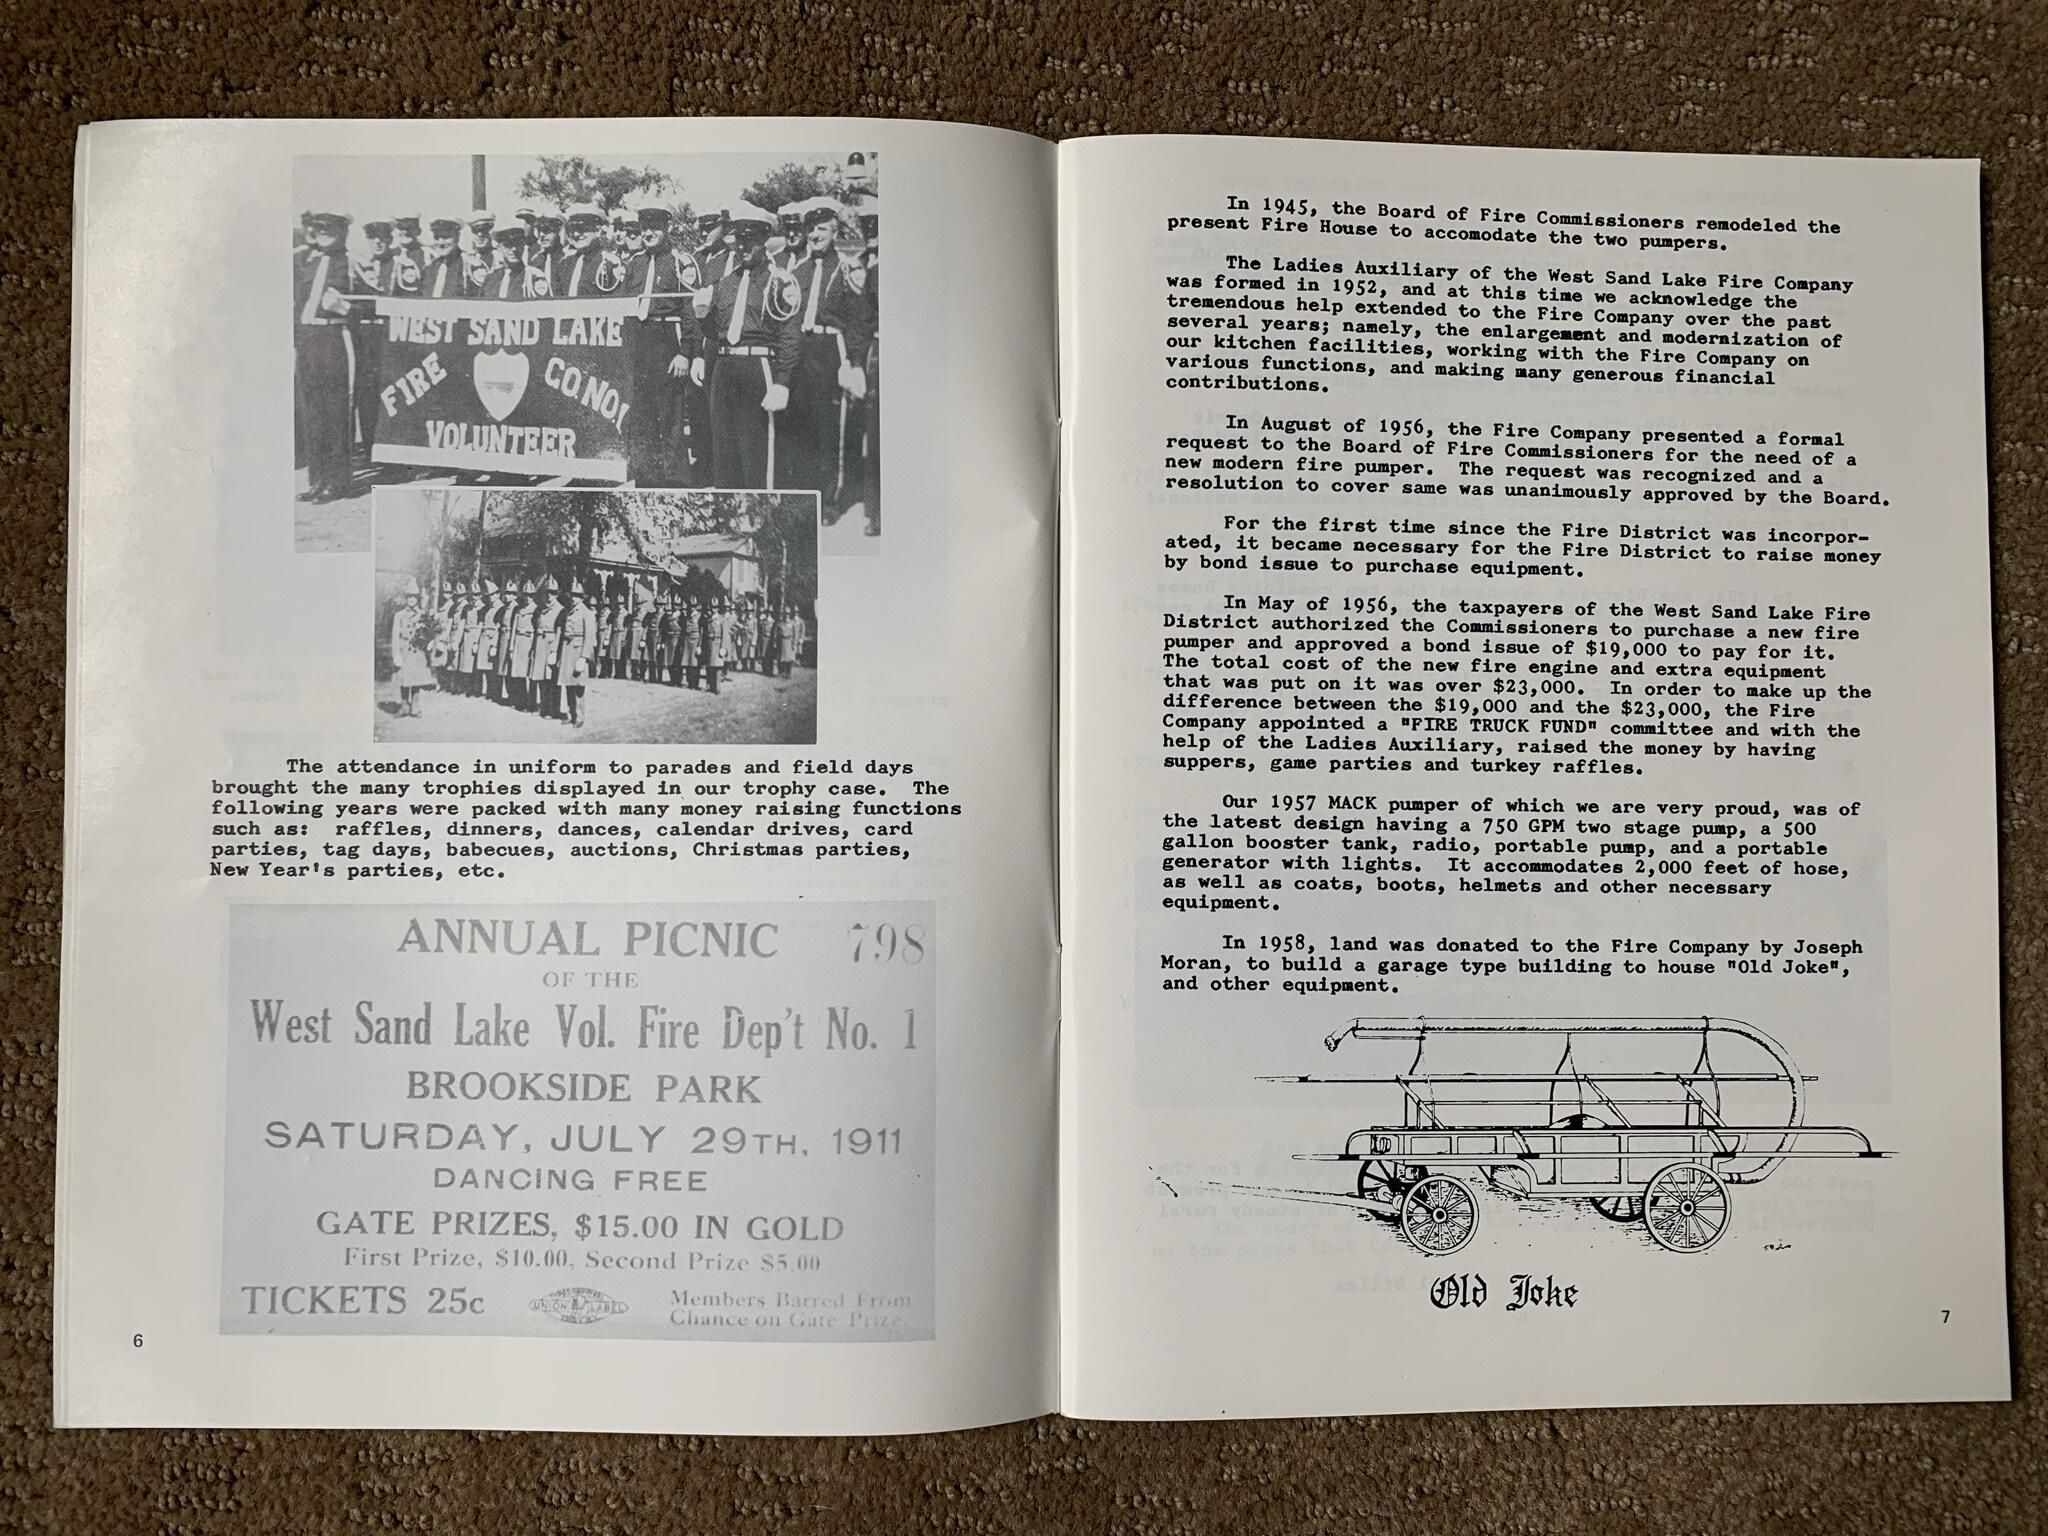 WEST SAND LAKE
FIRE CO. NO 1
VOLUNTEER
The attendance in uniform to parades and field days
brought the many trophies displayed in our trophy case. The
following years were packed with many money raising functions
such as: raffles, dinners, dances, calendar drives, card
parties, tag days, babecues, auctions, Christmas parties,
New Year's parties, etc.
ANNUAL PICNIC 798
OF THE
West Sand Lake Vol. Fire Dep't No. 1
BROOKSIDE PARK
SATURDAY, JULY 29TH, 1911
DANCING FREE
GATE PRIZES, $15.00 IN GOLD
First Prize, $10.00, Second Prize $5.00
TICKETS 25c UNION LABEL Members Barred From
Chance on Gate Prize.
6
In 1945, the Board of Fire Commissioners remodeled the
present Fire House to accomodate the two pumpers.
The Ladies Auxiliary of the West Sand Lake Fire Company
was formed in 1952, and at this time we acknowledge the
tremendous help extended to the Fire Company over the past
several years; namely, the enlargement and modernization of
our kitchen facilities, working with the Fire Company on
various functions, and making many generous financial
contributions.
In August of 1956, the Fire Company presented a formal
request to the Board of Fire Commissioners for the need of a
new modern fire pumper. The request was recognized and a
resolution to cover same was unanimously approved by the Board.
For the first time since the Fire District was incorpor-
ated, it became necessary for the Fire District to raise money
by bond issue to purchase equipment.
In May of 1956, the taxpayers of the West Sand Lake Fire
District authorized the Commissioners to purchase a new fire
pumper and approved a bond issue of $19,000 to pay for it.
The total cost of the new fire engine and extra equipment
that was put on it was over $23,000. In order to make up the
difference between the $19,000 and the $23,000, the Fire
Company appointed a "FIRE TRUCK FUND" committee and with the
help of the Ladies Auxiliary, raised the money by having
suppers, game parties and turkey raffles.
Our 1957 MACK pumper of which we are very proud, was of
the latest design having a 750 GPM two stage pump, a 500
gallon booster tank, radio, portable pump, and a portable
generator with lights. It accommodates 2,000 feet of hose,
as well as coats, boots, helmets and other necessary
equipment.
In 1958, land was donated to the Fire Company by Joseph
Moran, to build a garage type building to house "Old Joke",
and other equipment.
Old Joke
7